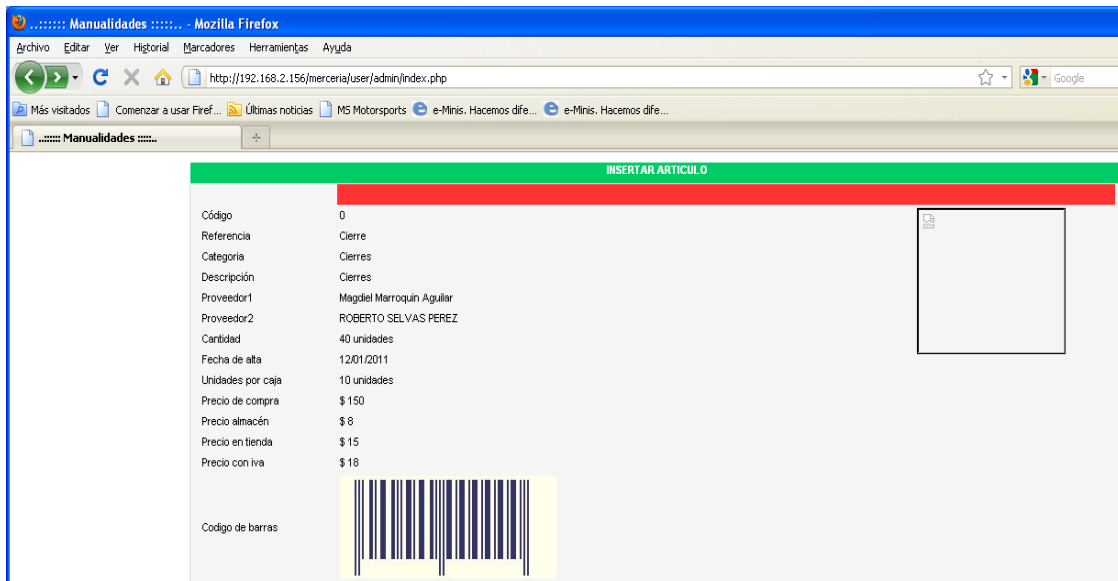 ..:::::: Manualidades :::::.. - Mozilla Firefox
Archivo Editar Ver Historial Marcadores Herramientas Ayuda
http://192.168.2.156/merceria/user/admin/index.php Google
Más visitados Comenzar a usar Firef... Últimas noticias MS Motorsports e-Minis. Hacemos dife... e-Minis. Hacemos dife...
..:::::: Manualidades :::::..
INSERTAR ARTICULO
Código 0
Referencia Cierre
Categoria Cierres
Descripción Cierres
Proveedor1 Magdiel Marroquin Aguilar
Proveedor2 ROBERTO SELVAS PEREZ
Cantidad 40 unidades
Fecha de alta 12/01/2011
Unidades por caja 10 unidades
Precio de compra $ 150
Precio almacén $ 8
Precio en tienda $ 15
Precio con iva $ 18
Codigo de barras